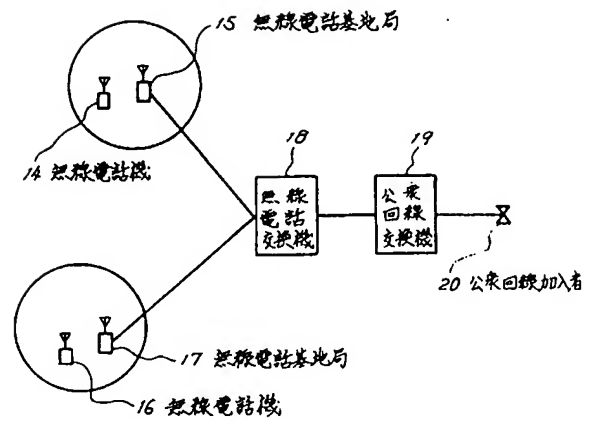 15 無線電話基地局
14 無線電話機
18
無線
電話
交換機
19
公衆
回線
交換機
20 公衆回線加入者
17 無線電話基地局
16 無線電話機